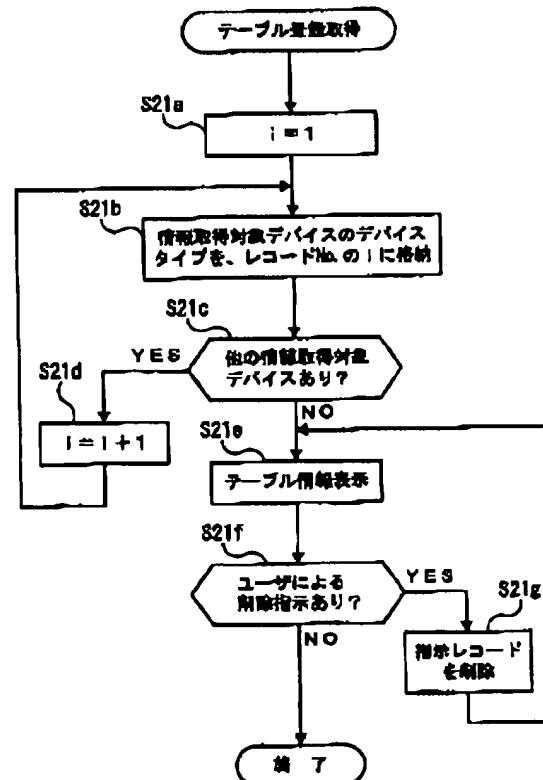 テーブル登録取得
S21a
i = 1
S21b
情報取得対象デバイスのデバイス
タイプを、レコードNo. の i に格納
S21c
他の情報取得対象
デバイスあり?
YES
NO
S21d
i = i + 1
S21e
テーブル情報表示
S21f
ユーザによる
削除指示あり?
YES
NO
S21g
指示レコード
を削除
終 了